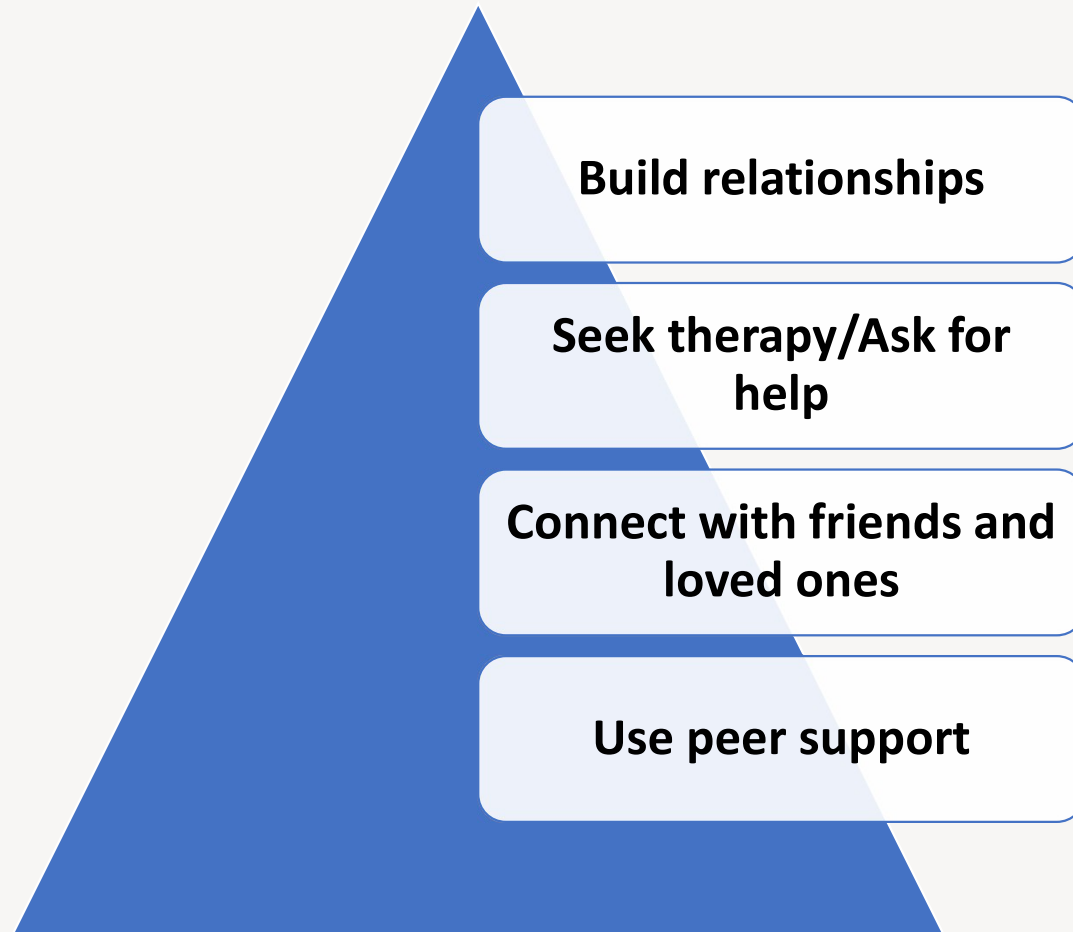 Build relationships
Seek therapy/Ask for
help
Connect with friends and
loved ones
Use peer support